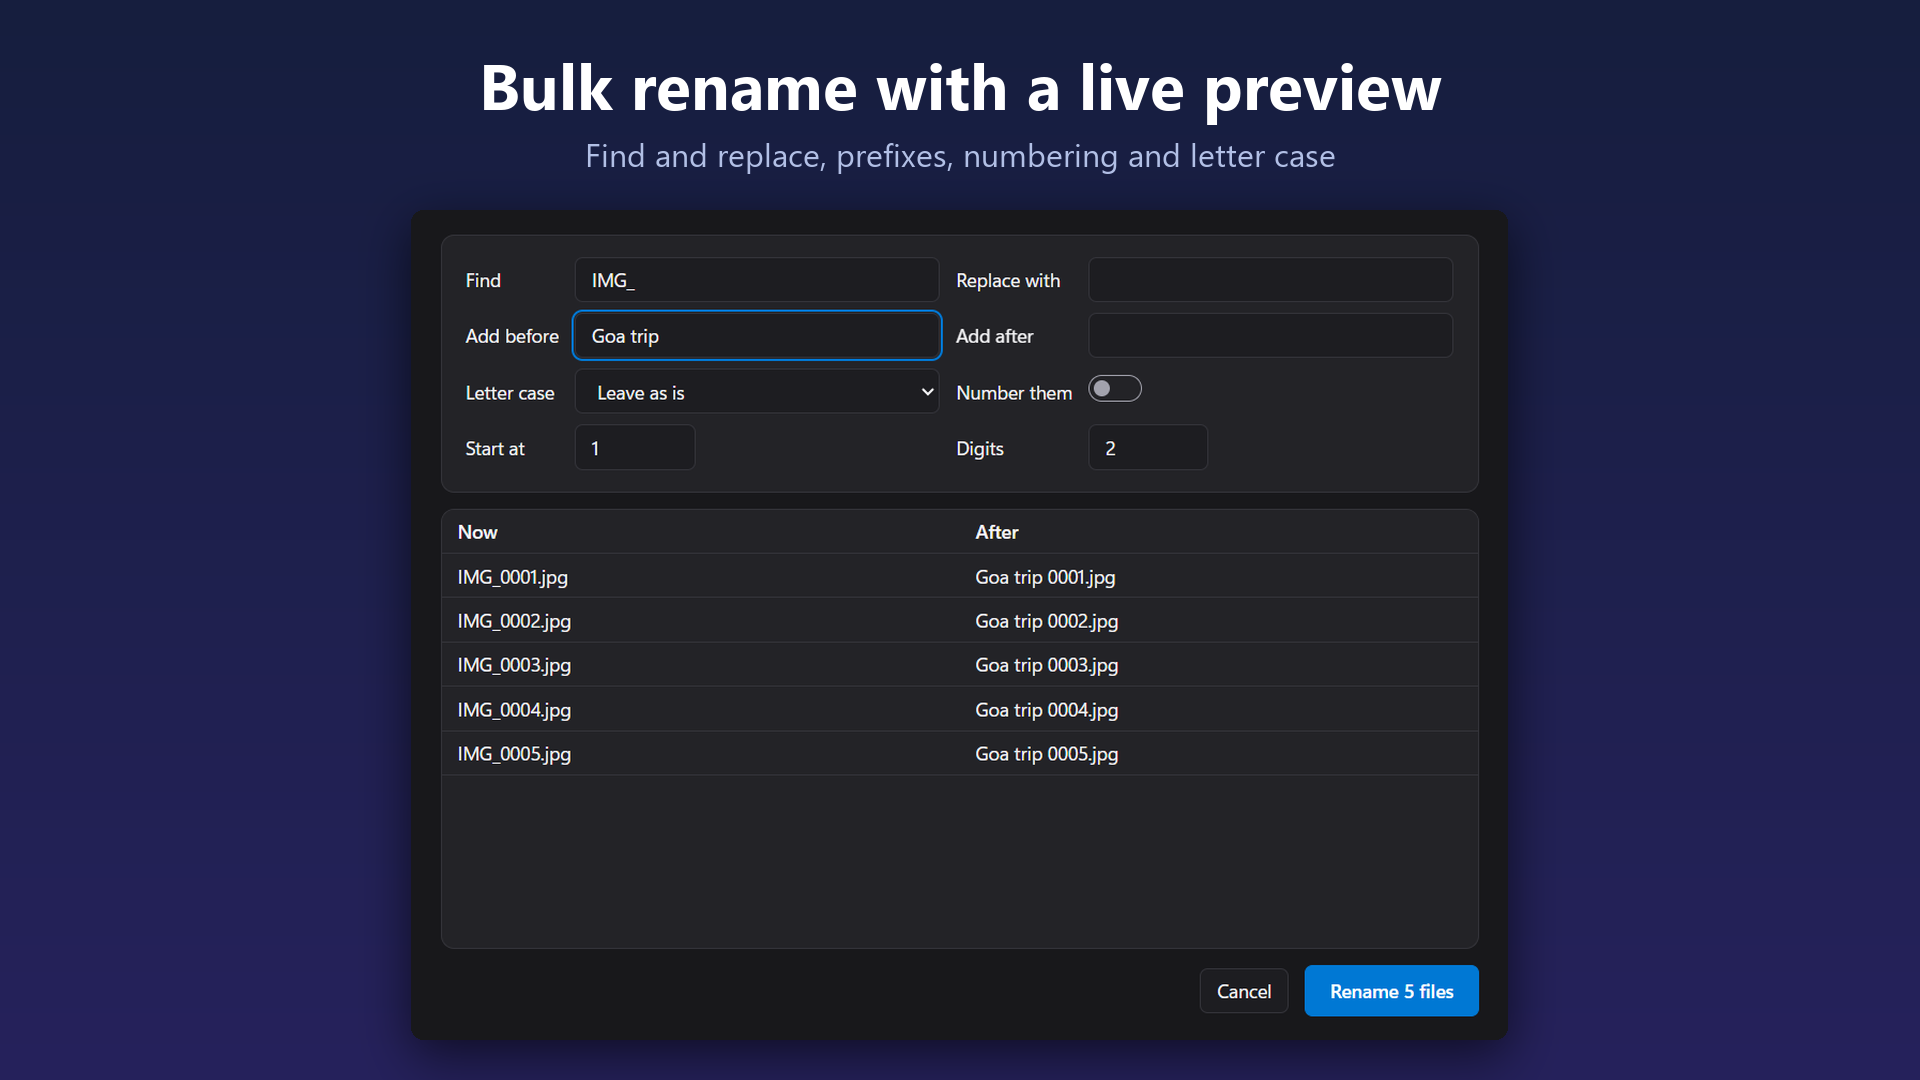 Bulk rename with a live preview
Find and replace, prefixes, numbering and letter case
Find IMG_ Replace with
Add before Goa trip Add after
Letter case Leave as is Number them
Start at 1 Digits 2
Now After
IMG_0001.jpg Goa trip 0001.jpg
IMG_0002.jpg Goa trip 0002.jpg
IMG_0003.jpg Goa trip 0003.jpg
IMG_0004.jpg Goa trip 0004.jpg
IMG_0005.jpg Goa trip 0005.jpg
Cancel Rename 5 files